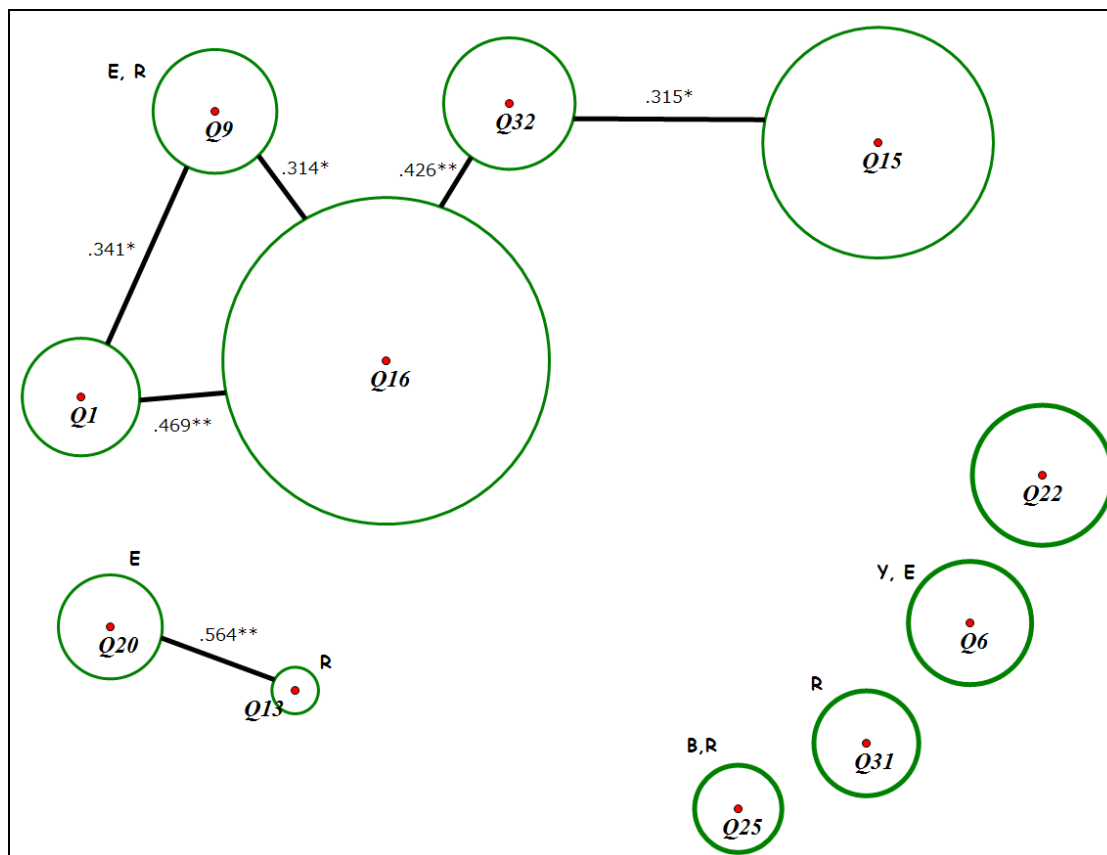 E, R
Q9
Q32
.315*
Q15
.314*
.426**
.341*
Q16
Q1
.469**
Q22
E
Y, E
Q20
.564**
Q6
R
Q13
R
B,R
Q31
Q25